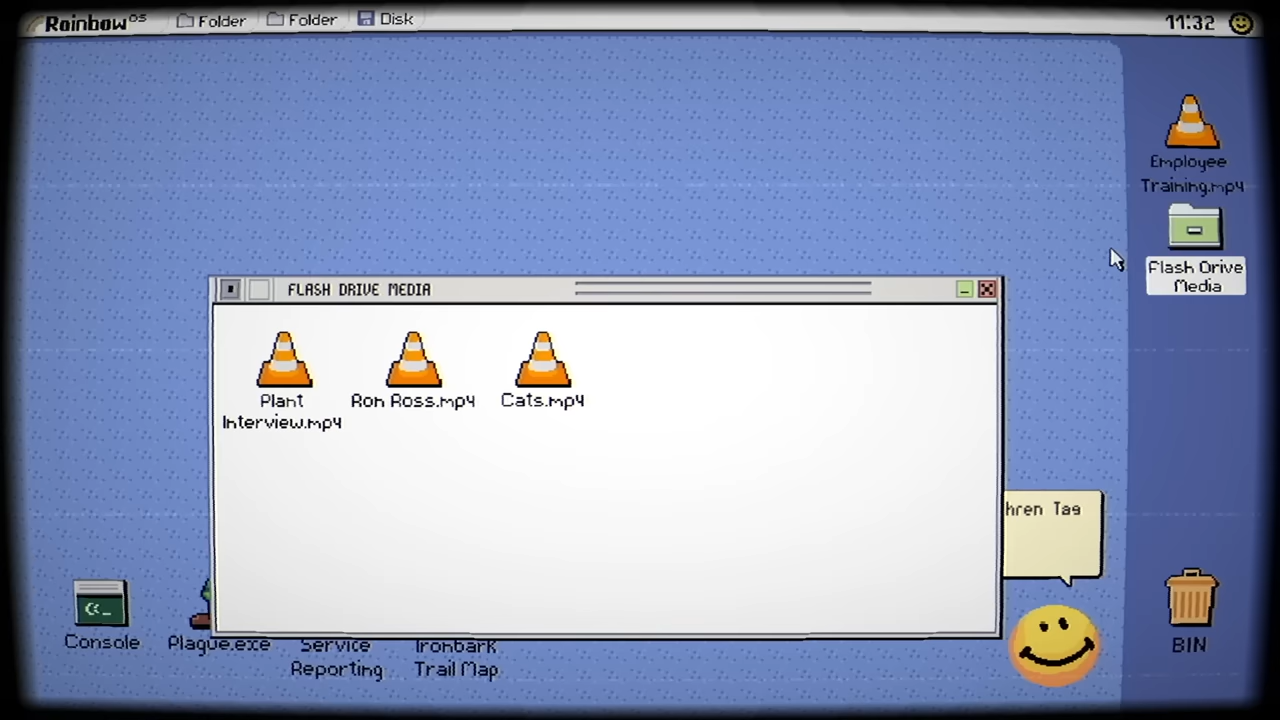 Rainbow OS
Folder
Folder
Disk
11:32
Employee
Training.mp4
Flash Drive
Media
FLASH DRIVE MEDIA
Plant
Interview.mp4
Ron Ross.mp4
Cats.mp4
hren Tag
Console
Plague.exe
Service
Reporting
Ironbark
Trail Map
BIN